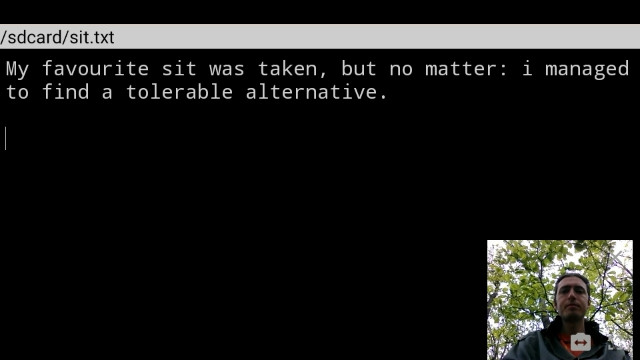 /sdcard/sit.txt
My favourite sit was taken, but no matter: i managed
to find a tolerable alternative.